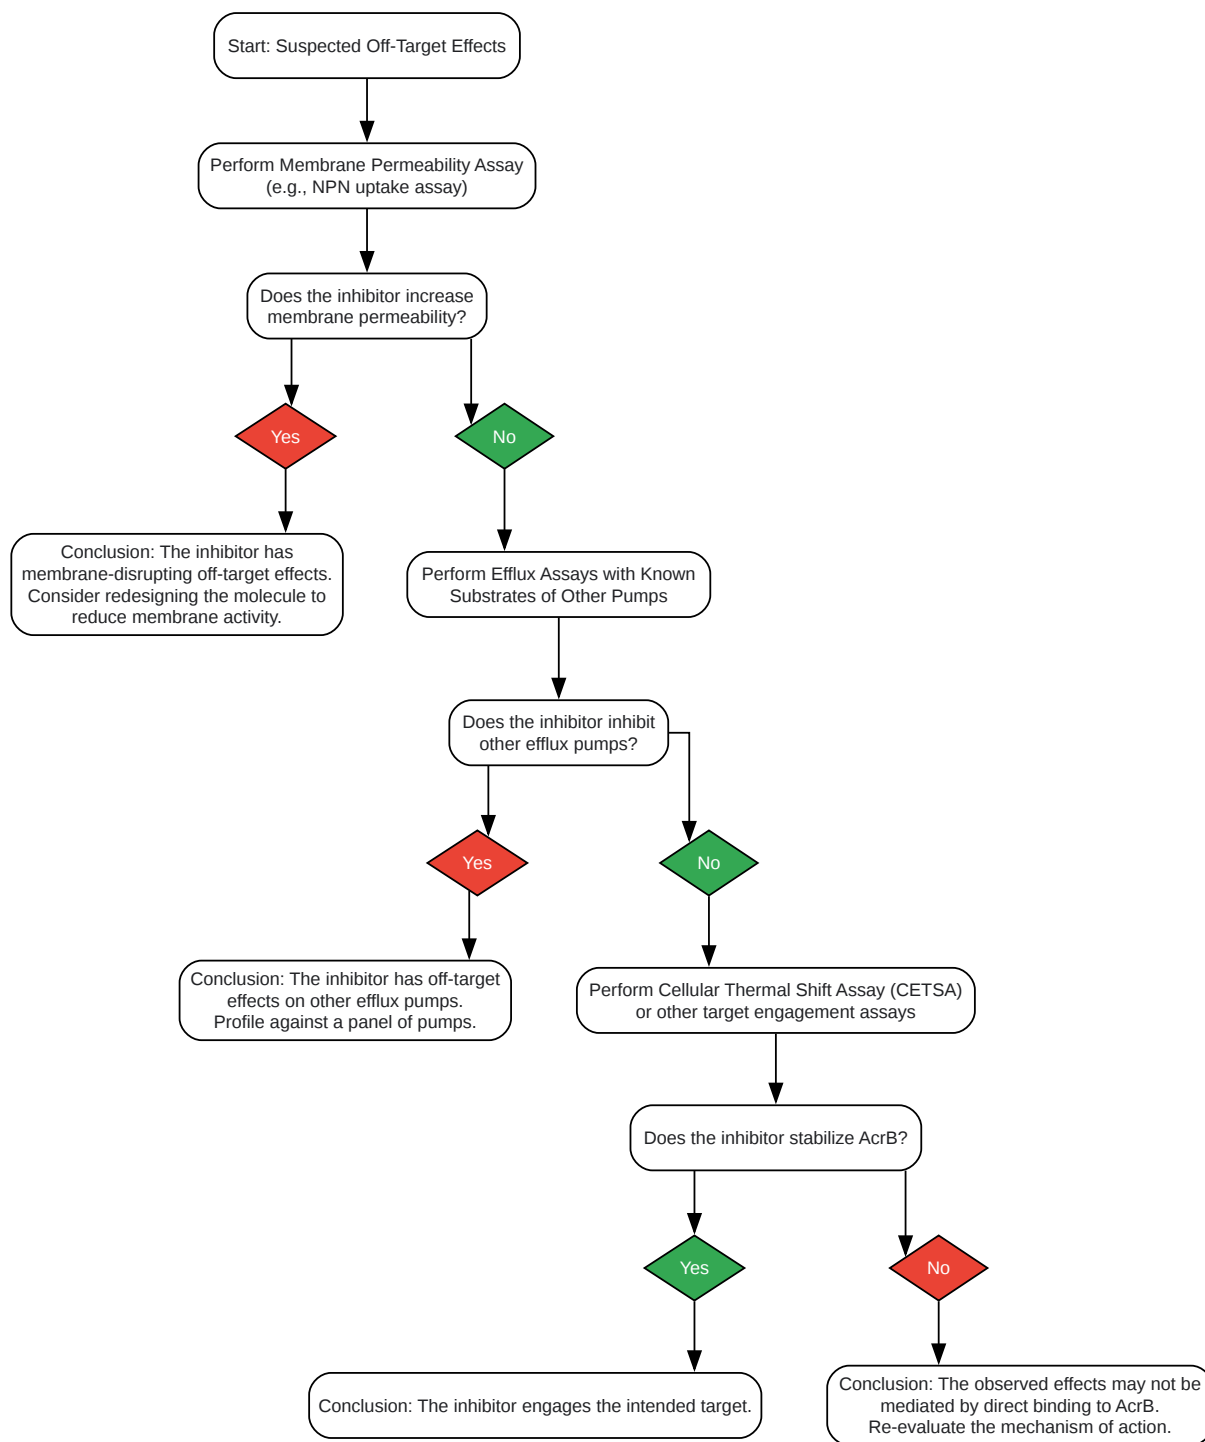 Start: Suspected Off-Target Effects
Perform Membrane Permeability Assay
(e.g., NPN uptake assay)
Does the inhibitor increase
membrane permeability?
Yes
No
Conclusion: The inhibitor has
membrane-disrupting off-target effects.
Consider redesigning the molecule to
reduce membrane activity.
Perform Efflux Assays with Known
Substrates of Other Pumps
Does the inhibitor inhibit
other efflux pumps?
Yes
No
Conclusion: The inhibitor has off-target
effects on other efflux pumps.
Profile against a panel of pumps.
Perform Cellular Thermal Shift Assay (CETSA)
or other target engagement assays
Does the inhibitor stabilize AcrB?
Yes
No
Conclusion: The inhibitor engages the intended target.
Conclusion: The observed effects may not be
mediated by direct binding to AcrB.
Re-evaluate the mechanism of action.